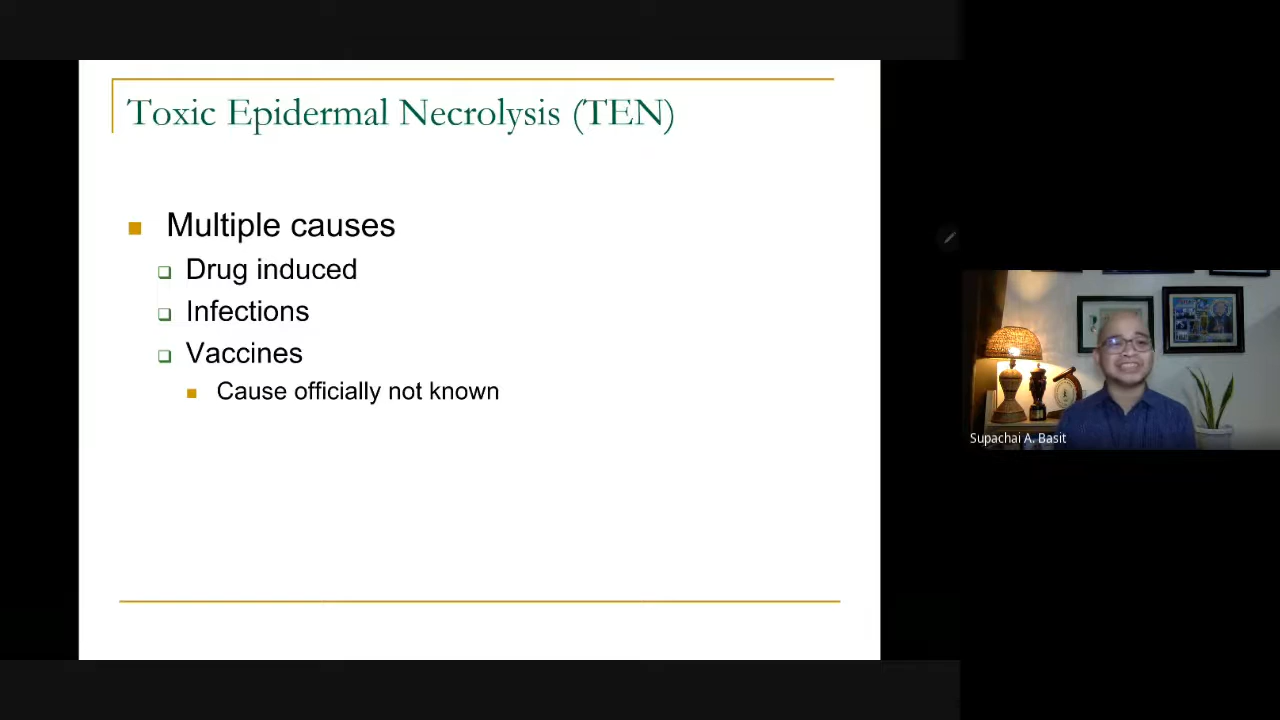 Toxic Epidermal Necrolysis (TEN)
Multiple causes
Drug induced
Infections
Vaccines
Cause officially not known
Supachai A. Basit